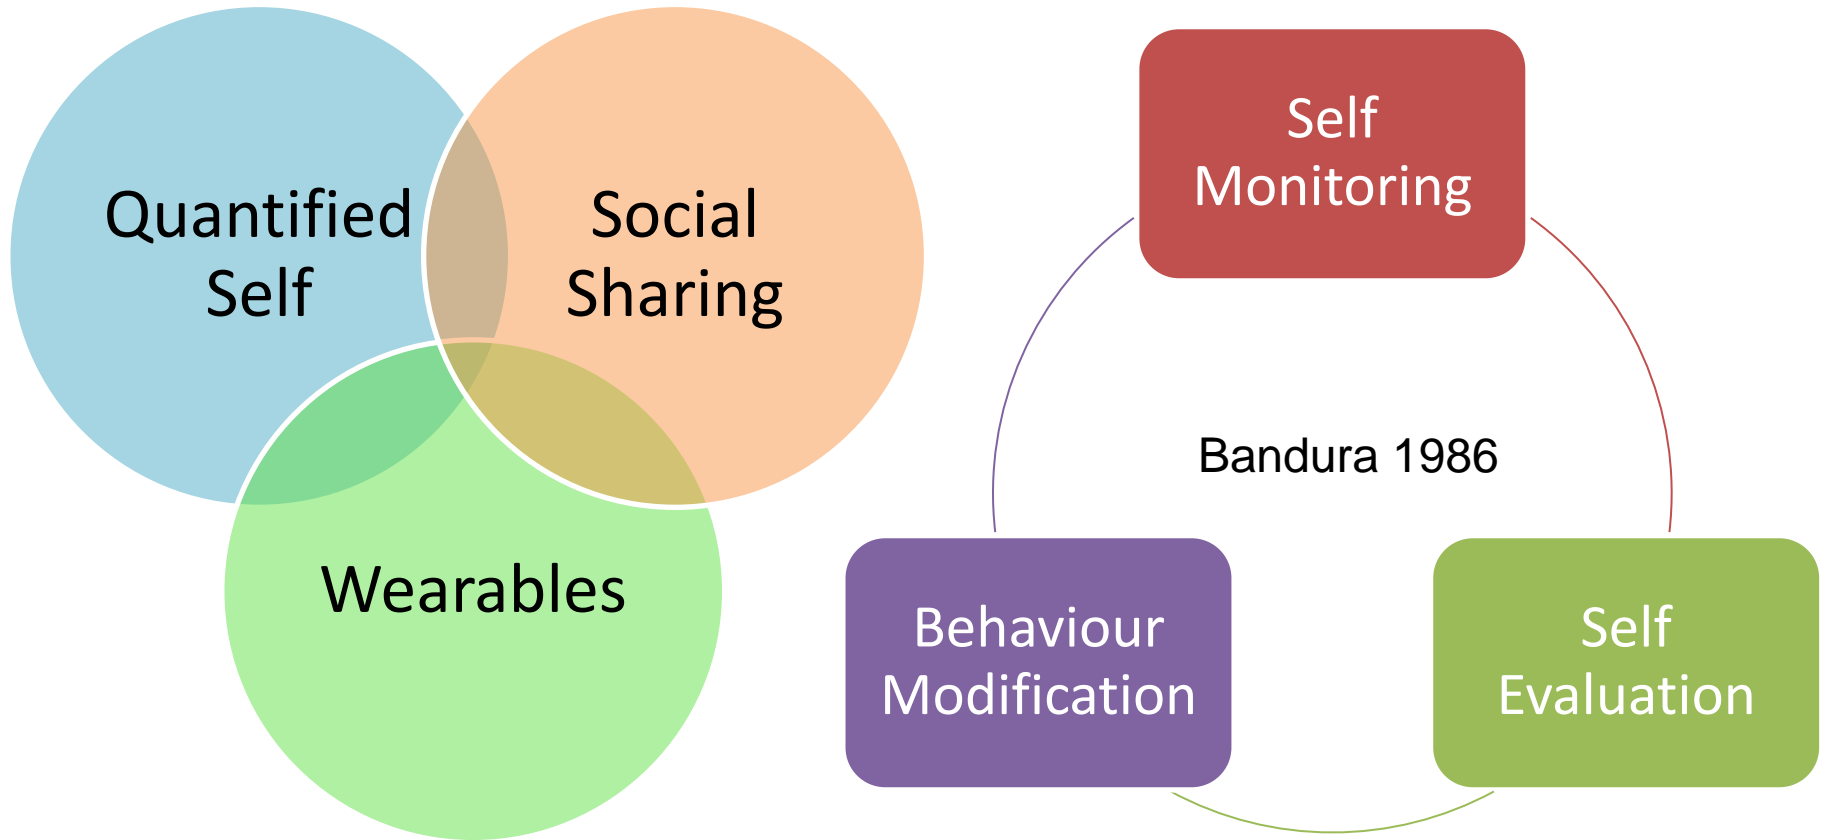 Quantified
Self
Social
Sharing
Wearables
Self
Monitoring
Bandura 1986
Behaviour
Modification
Self
Evaluation